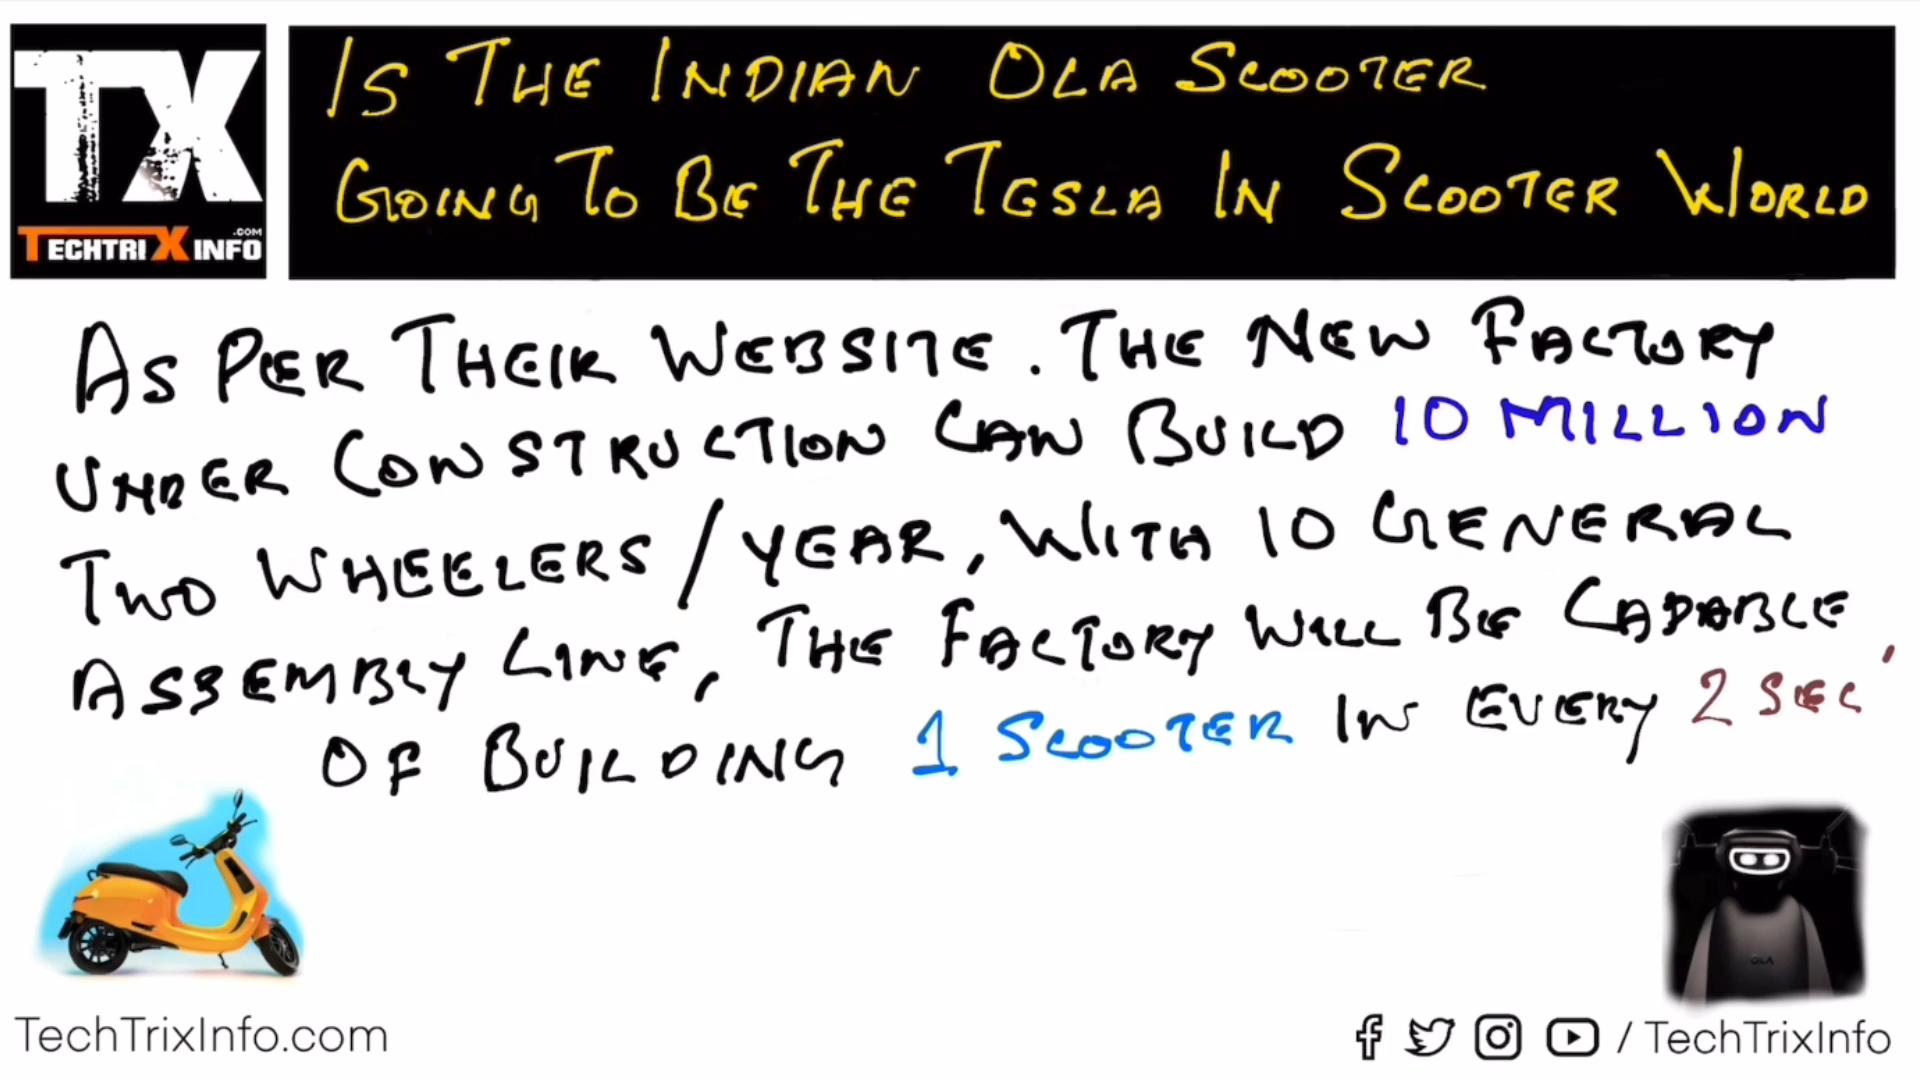 TX
TECHTRIXINFO
.COM
IS THE INDIAN OLA SCOOTER
GOING TO BE THE TESLA IN SCOOTER WORLD
AS PER THEIR WEBSITE. THE NEW FACTORY
UNDER CONSTRUCTION CAN BUILD 10 MILLION
TWO WHEELERS/YEAR, WITH 10 GENERAL
ASSEMBLY LINE, THE FACTORY WILL BE CAPABLE
OF BUILDING 1 SCOOTER IN EVERY 2 SEC
OLA
TechTrixInfo.com
/ TechTrixInfo